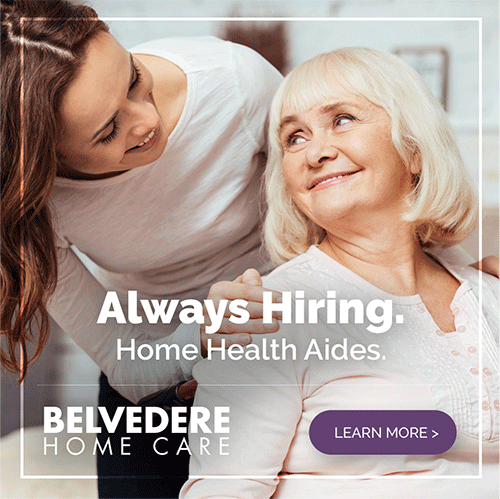 Always Hiring.
Home Health Aides.
BELVEDERE
HOME CARE
LEARN MORE >